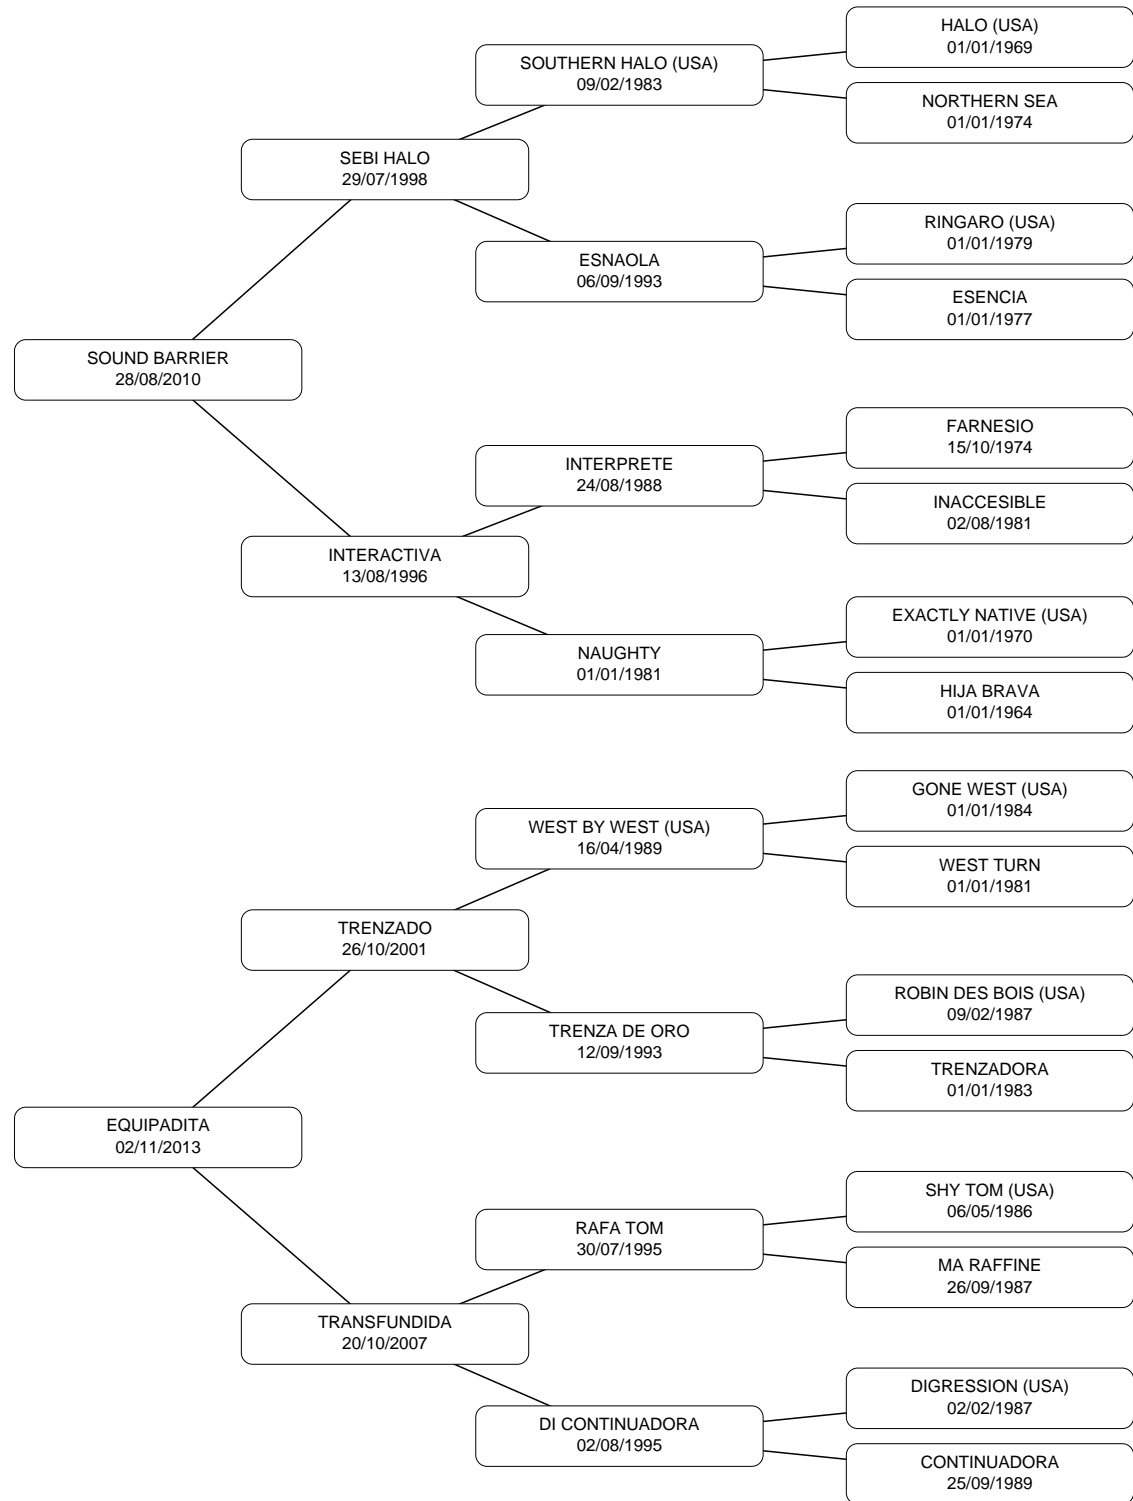 HALO (USA)
01/01/1969
SOUTHERN HALO (USA)
09/02/1983
NORTHERN SEA
01/01/1974
SEBI HALO
29/07/1998
RINGARO (USA)
01/01/1979
ESNAOLA
06/09/1993
ESENCIA
01/01/1977
SOUND BARRIER
28/08/2010
FARNESIO
15/10/1974
INTERPRETE
24/08/1988
INACCESIBLE
02/08/1981
INTERACTIVA
13/08/1996
EXACTLY NATIVE (USA)
01/01/1970
NAUGHTY
01/01/1981
HIJA BRAVA
01/01/1964
GONE WEST (USA)
01/01/1984
WEST BY WEST (USA)
16/04/1989
WEST TURN
01/01/1981
TRENZADO
26/10/2001
ROBIN DES BOIS (USA)
09/02/1987
TRENZA DE ORO
12/09/1993
TRENZADORA
01/01/1983
EQUIPADITA
02/11/2013
SHY TOM (USA)
06/05/1986
RAFA TOM
30/07/1995
MA RAFFINE
26/09/1987
TRANSFUNDIDA
20/10/2007
DIGRESSION (USA)
02/02/1987
DI CONTINUADORA
02/08/1995
CONTINUADORA
25/09/1989